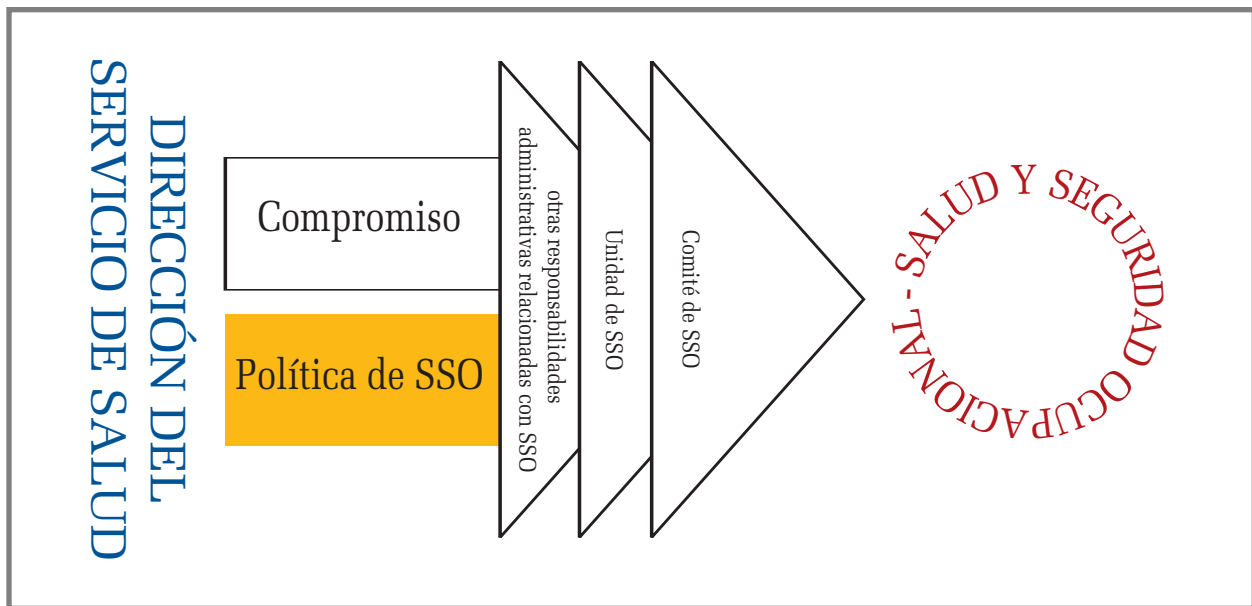 DIRECCIÓN DEL
SERVICIO DE SALUD
Compromiso
Política de SSO
otras responsabilidades
administrativas relacionadas con SSO
Unidad de SSO
Comité de SSO
SALUD Y SEGURIDAD OCUPACIONAL -